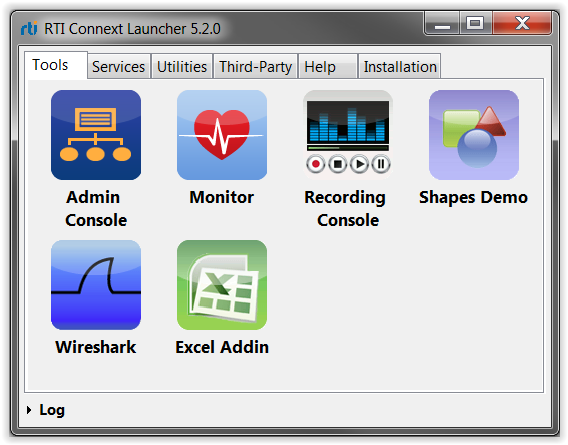 rti RTI Connext Launcher 5.2.0
Tools Services Utilities Third-Party Help Installation
Admin Console
Monitor
Recording Console
Shapes Demo
Wireshark
Excel Addin
Log